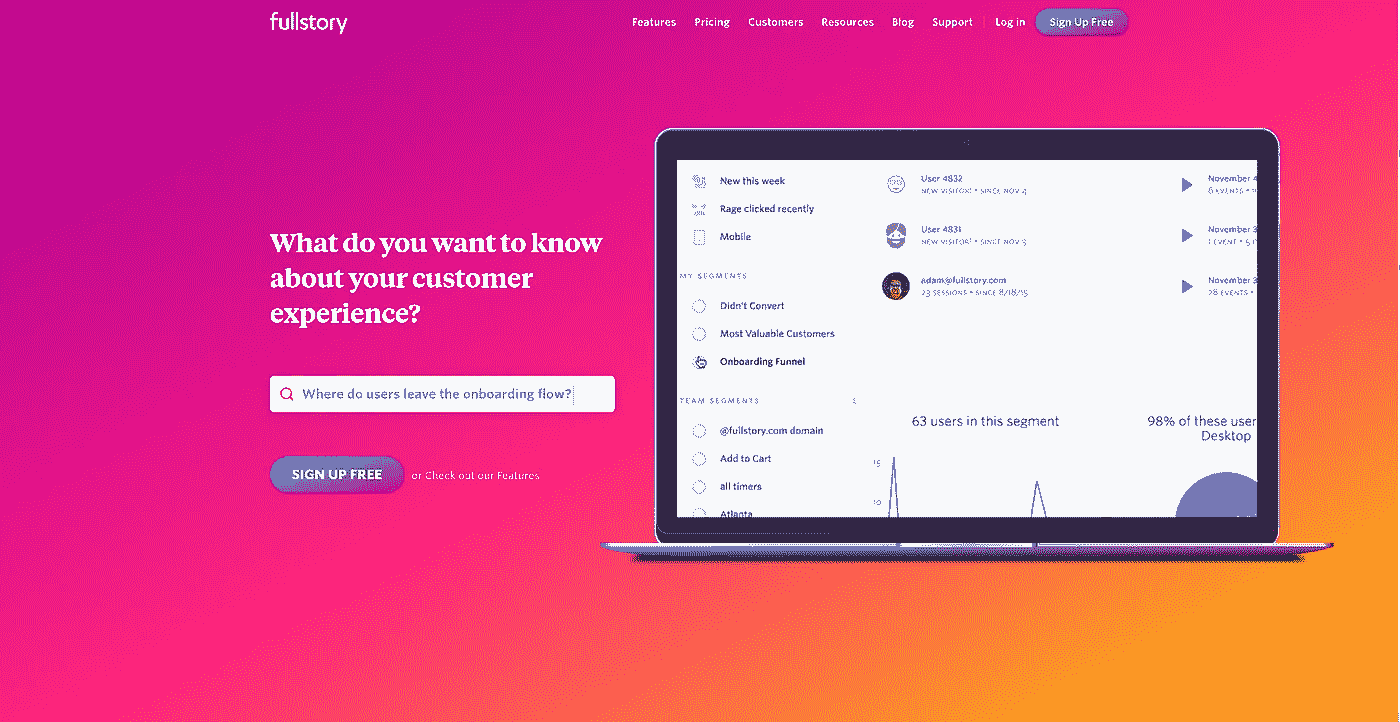 fullstory
Features Pricing Customers Resources Blog Support Log in Sign Up Free
What do you want to know
about your customer
experience?
Where do users leave the onboarding flow?
SIGN UP FREE or Check out our Features
New this week
Rage clicked recently
Mobile
MY SEGMENTS
Didn't Convert
Most Valuable Customers
Onboarding Funnel
TEAM SEGMENTS
@fullstory.com domain
Add to Cart
all timers
Atlanta
User 4832
NEW VISITOR! • SINCE NOV 4
User 4831
NEW VISITOR! • SINCE NOV 3
adam@fullstory.com
23 SESSIONS • SINCE 8/18/15
November 4
6 EVENTS •
November 3
1 EVENT •
November 3
28 EVENTS •
63 users in this segment
15
10
98% of these user
Desktop